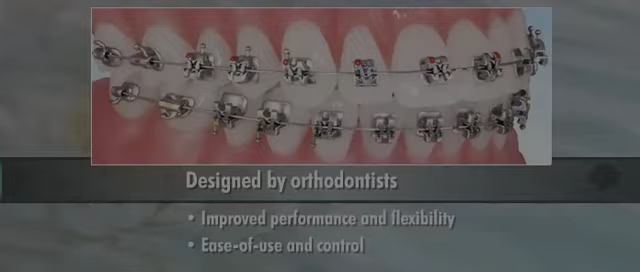 Designed by orthodontists
• Improved performance and flexibility
• Ease-of-use and control